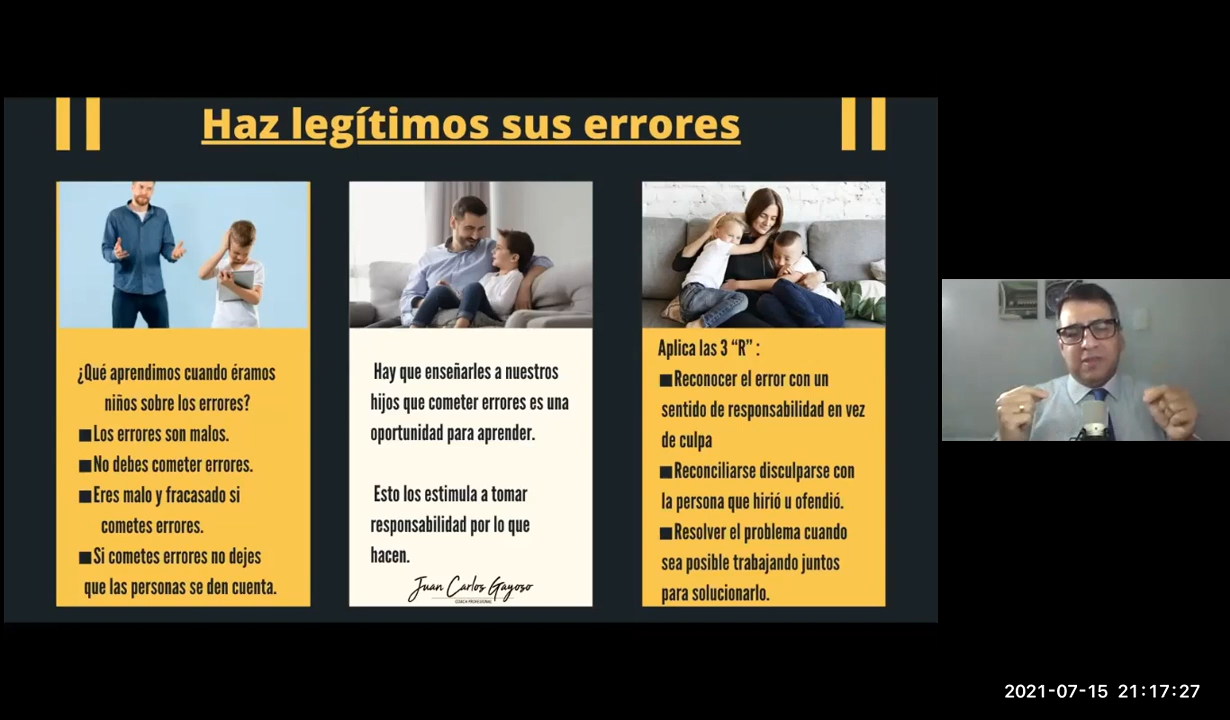 Haz legítimos sus errores
¿Qué aprendimos cuando éramos
niños sobre los errores?
■Los errores son malos.
■No debes cometer errores.
■Eres malo y fracasado si
cometes errores.
■Si cometes errores no dejes
que las personas se den cuenta.
Hay que enseñarles a nuestros
hijos que cometer errores es una
oportunidad para aprender.
Esto los estimula a tomar
responsabilidad por lo que
hacen.
Juan Carlos Gayoso
COACH PROFESIONAL
Aplica las 3 “R” :
■Reconocer el error con un
sentido de responsabilidad en vez
de culpa
■Reconciliarse disculparse con
la persona que hirió u ofendió.
■Resolver el problema cuando
sea posible trabajando juntos
para solucionarlo.
2021-07-15 21:17:27